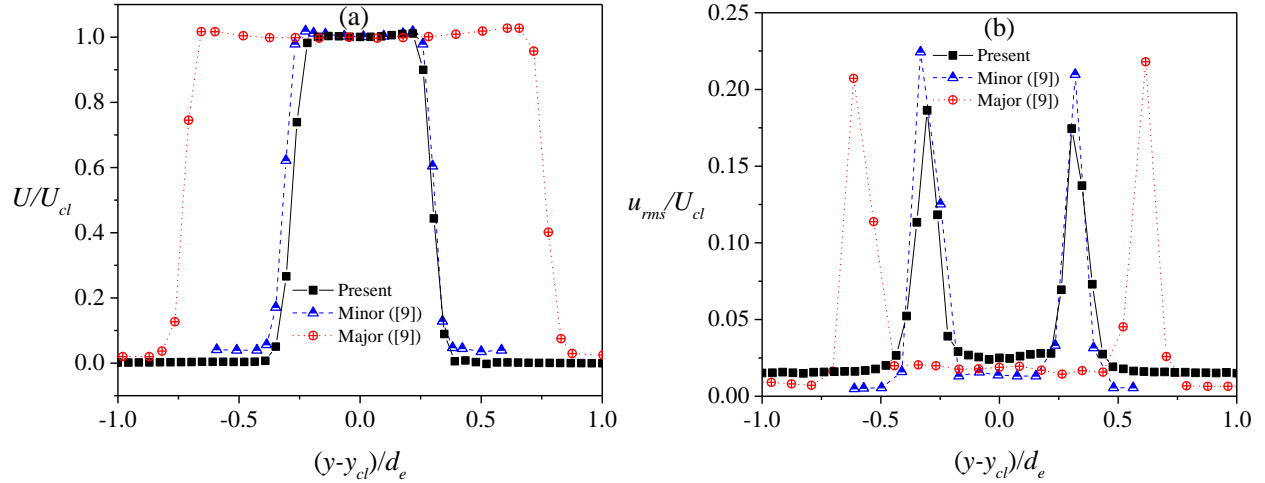 (a)
1.0
0.8
0.6
0.4
0.2
0.0
U/U_cl
Present
Minor ([9])
Major ([9])
-1.0 -0.5 0.0 0.5 1.0
(y-y_cl)/d_e
(b)
0.25
0.20
0.15
0.10
0.05
0.00
u_rms/U_cl
Present
Minor ([9])
Major ([9])
-1.0 -0.5 0.0 0.5 1.0
(y-y_cl)/d_e